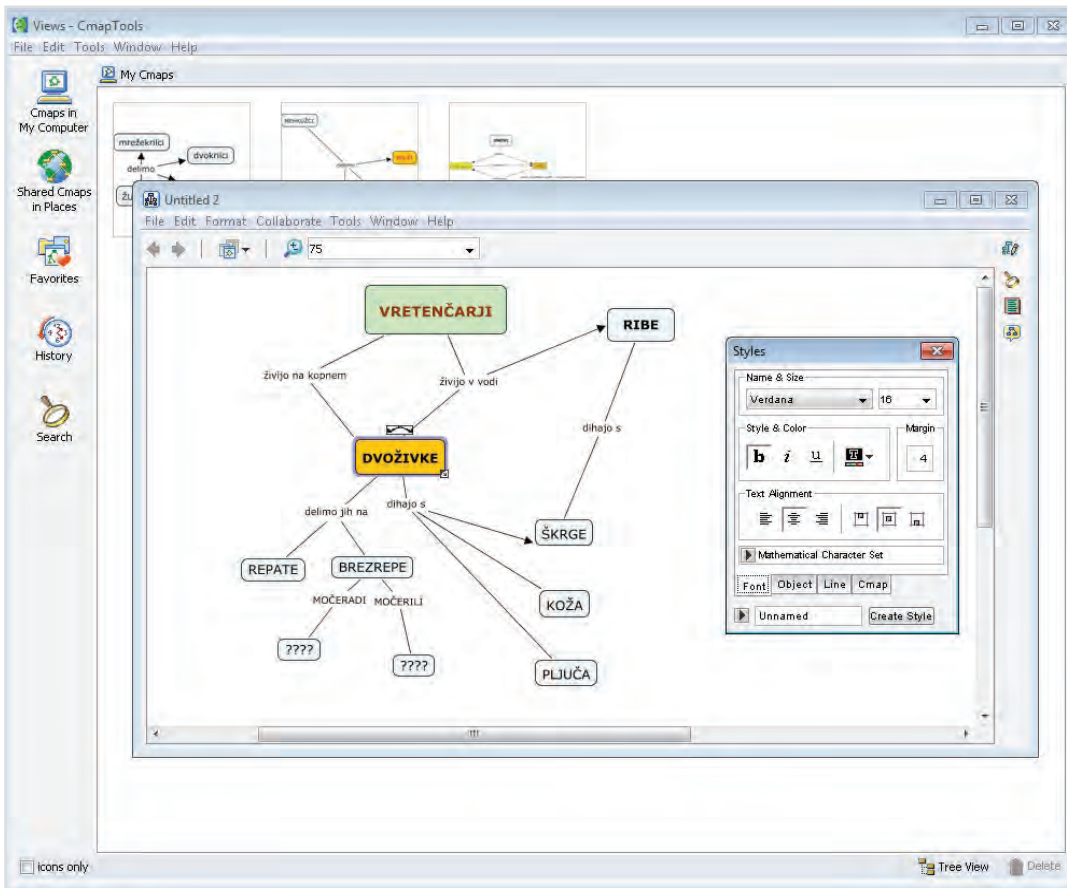 Views - CmapTools
File Edit Tools Window Help
Cmaps in
My Computer
Shared Cmaps
in Places
Favorites
History
Search
My Cmaps
mrežekrilci
dvoknlci
delimo
žu
Untitled 2
File Edit Format Collaborate Tools Window Help
75
VRETENČARJI
RIBE
živijo na kopnem
živijo v vodi
dihajo s
DVOŽIVKE
delimo jih na
dihajo s
ŠKRGE
REPATE
BREZREPE
MOČERADI
MOČERILI
KOŽA
????
????
PLJUČA
Styles
Name & Size
Verdana
16
Style & Color
Margin
b i u T
4
Text Alignment
Mathematical Character Set
Font Object Line Cmap
Unnamed
Create Style
icons only
Tree View
Delete